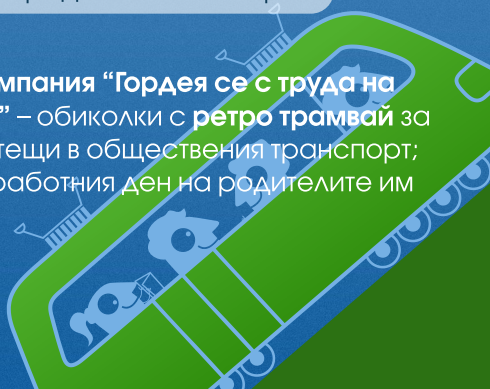 мпания “Гордея се с труда на
” – обиколки с ретро трамвай за
тещи в обществения транспорт;
работния ден на родителите им